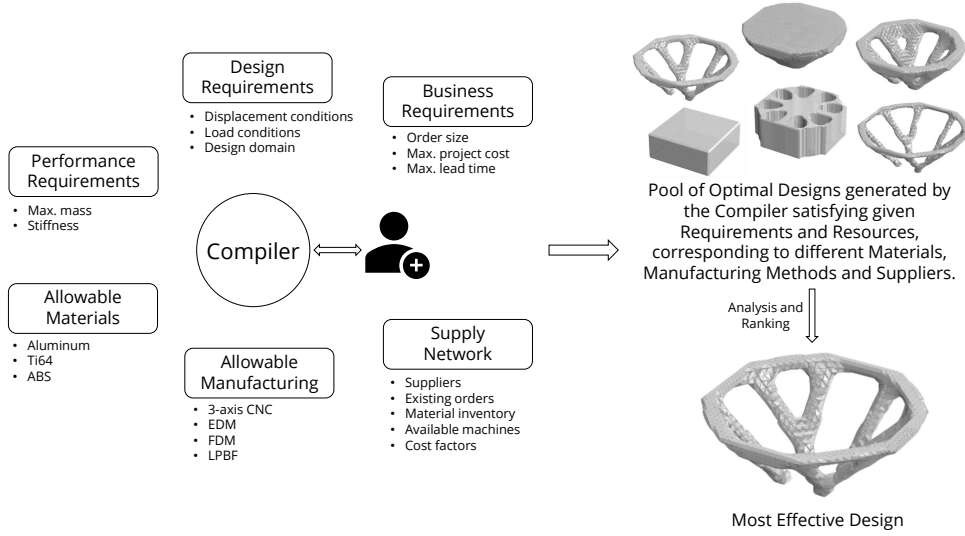 Design
Requirements
• Displacement conditions
• Load conditions
• Design domain
Business
Requirements
• Order size
• Max. project cost
• Max. lead time
Performance
Requirements
• Max. mass
• Stiffness
Compiler
Allowable
Materials
• Aluminum
• Ti64
• ABS
Allowable
Manufacturing
• 3-axis CNC
• EDM
• FDM
• LPBF
Supply
Network
• Suppliers
• Existing orders
• Material inventory
• Available machines
• Cost factors
Pool of Optimal Designs generated by
the Compiler satisfying given
Requirements and Resources,
corresponding to different Materials,
Manufacturing Methods and Suppliers.
Analysis and
Ranking
Most Effective Design